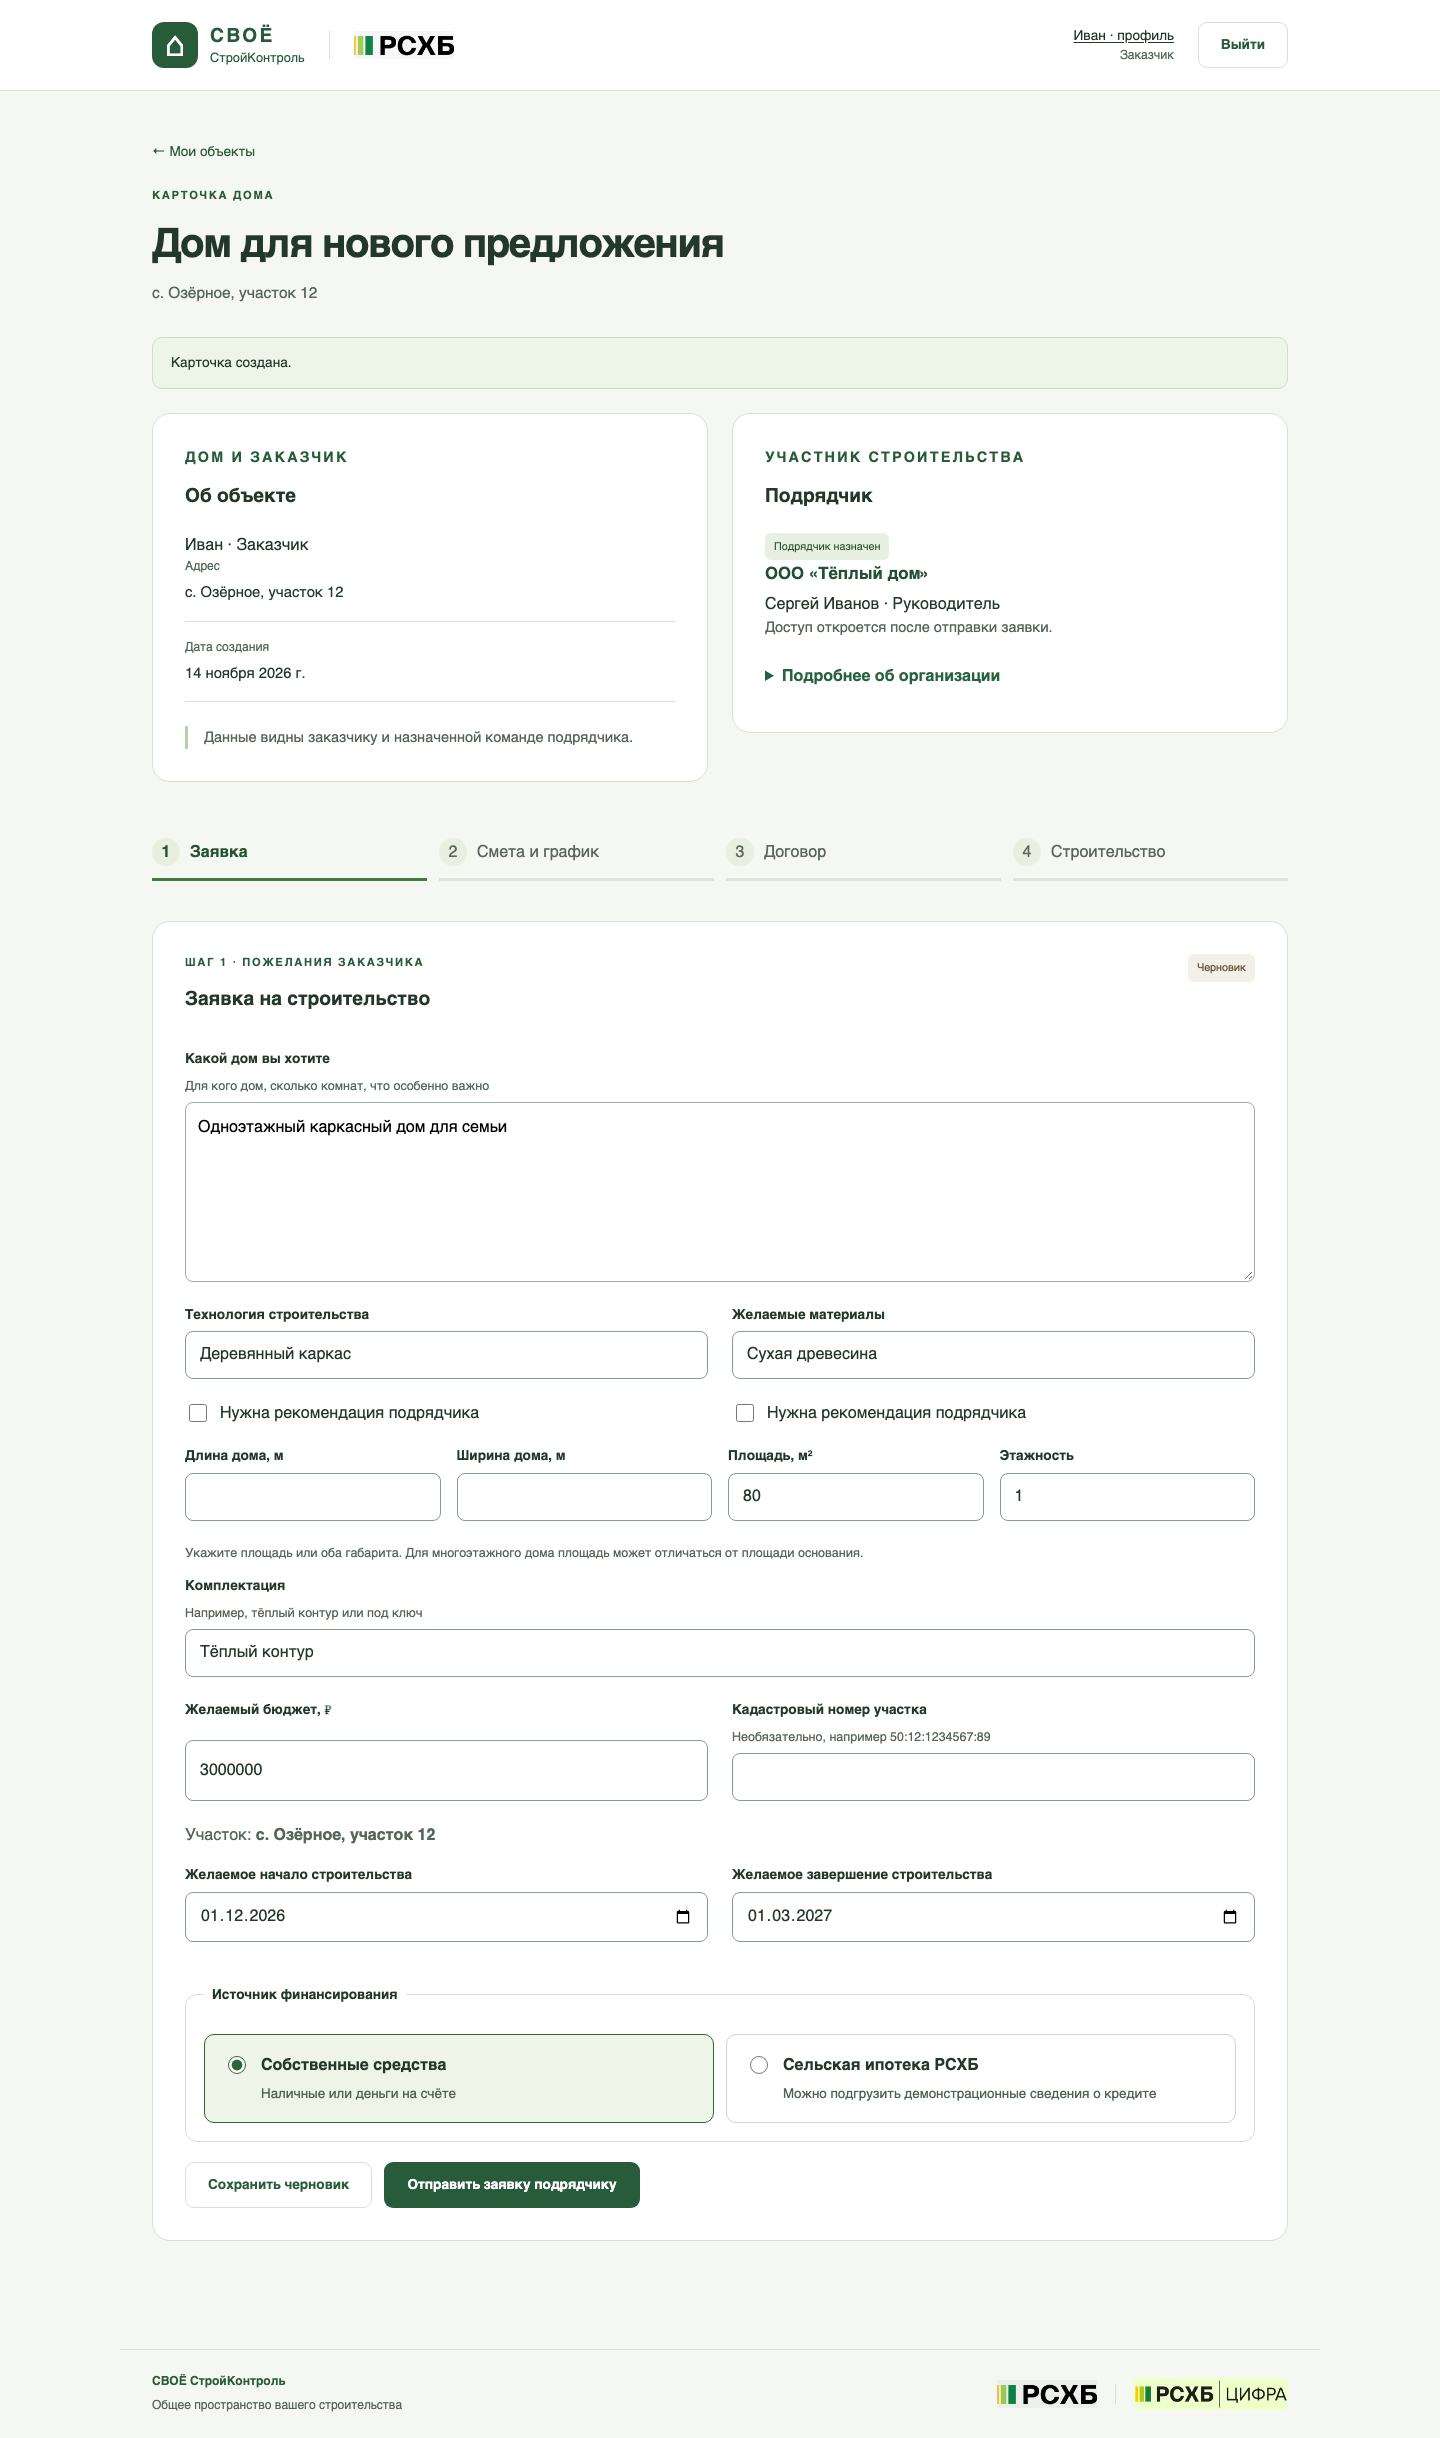 СВОЁ
СтройКонтроль
РСХБ
Иван · профиль
Заказчик
Выйти
← Мои объекты
КАРТОЧКА ДОМА
Дом для нового предложения
с. Озёрное, участок 12
Карточка создана.
ДОМ И ЗАКАЗЧИК
Об объекте
Иван · Заказчик
Адрес
с. Озёрное, участок 12
Дата создания
14 ноября 2026 г.
Данные видны заказчику и назначенной команде подрядчика.
УЧАСТНИК СТРОИТЕЛЬСТВА
Подрядчик
Подрядчик назначен
ООО «Тёплый дом»
Сергей Иванов · Руководитель
Доступ откроется после отправки заявки.
▶ Подробнее об организации
1 Заявка
2 Смета и график
3 Договор
4 Строительство
ШАГ 1 · ПОЖЕЛАНИЯ ЗАКАЗЧИКА
Черновик
Заявка на строительство
Какой дом вы хотите
Для кого дом, сколько комнат, что особенно важно
Одноэтажный каркасный дом для семьи
Технология строительства
Желаемые материалы
Деревянный каркас
Сухая древесина
Нужна рекомендация подрядчика
Нужна рекомендация подрядчика
Длина дома, м
Ширина дома, м
Площадь, м²
Этажность
80
1
Укажите площадь или оба габарита. Для многоэтажного дома площадь может отличаться от площади основания.
Комплектация
Например, тёплый контур или под ключ
Тёплый контур
Желаемый бюджет, ₽
3000000
Кадастровый номер участка
Необязательно, например 50:12:1234567:89
Участок: с. Озёрное, участок 12
Желаемое начало строительства
Желаемое завершение строительства
01.12.2026
01.03.2027
Источник финансирования
Собственные средства
Наличные или деньги на счёте
Сельская ипотека РСХБ
Можно подгрузить демонстрационные сведения о кредите
Сохранить черновик
Отправить заявку подрядчику
СВОЁ СтройКонтроль
Общее пространство вашего строительства
РСХБ
РСХБ ЦИФРА